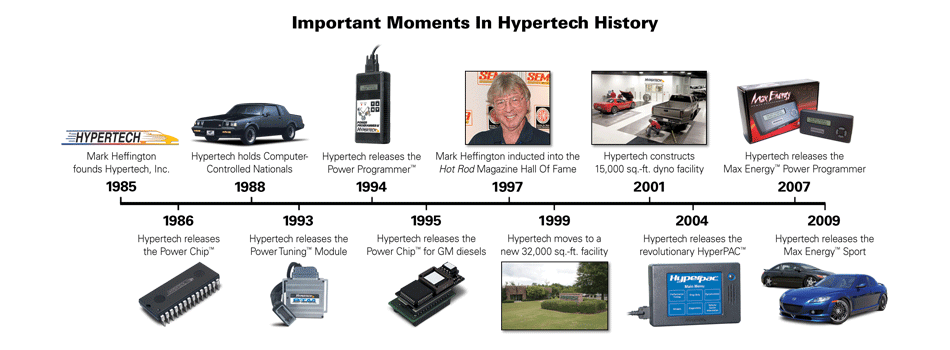 Important Moments In Hypertech History
HYPERTECH
Mark Heffington
founds Hypertech, Inc.
1985
Hypertech holds Computer-
Controlled Nationals
1988
Hypertech releases the
Power Programmer™
1994
Mark Heffington inducted into the
Hot Rod Magazine Hall Of Fame
1997
Hypertech constructs
15,000 sq.-ft. dyno facility
2001
Max Energy
Hypertech releases the
Max Energy™ Power Programmer
2007
1986
Hypertech releases
the Power Chip™
1993
Hypertech releases the
PowerTuning™ Module
1995
Hypertech releases the
Power Chip™ for GM diesels
1999
Hypertech moves to a
new 32,000 sq.-ft. facility
2004
Hypertech releases the
revolutionary HyperPAC™
Hyperpac
Main Menu
2009
Hypertech releases the
Max Energy™ Sport